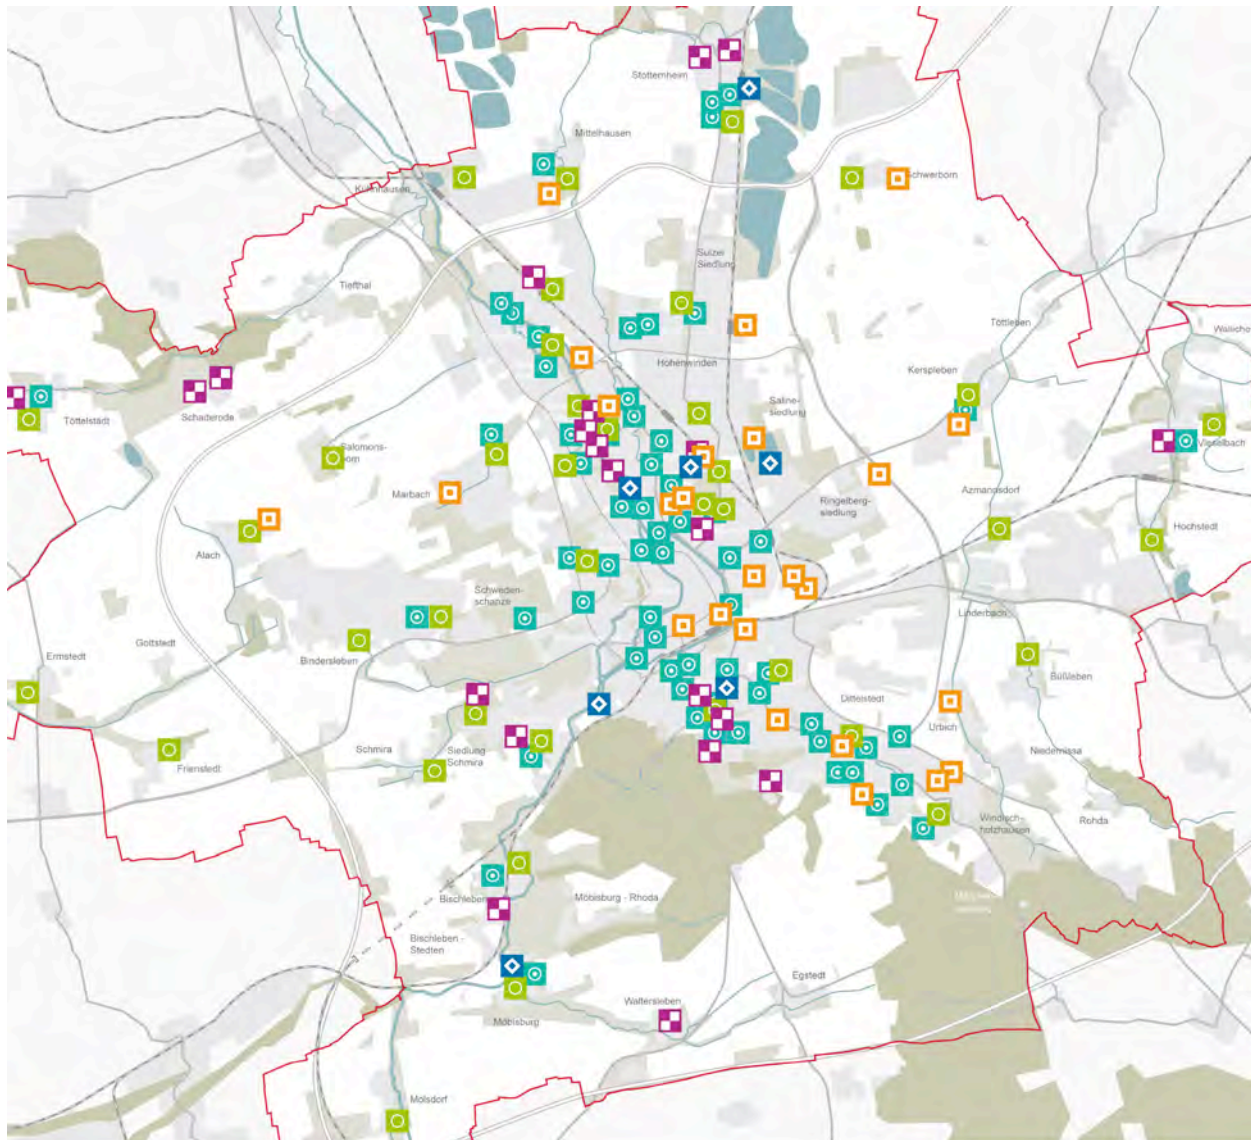 Stotternheim
Mittelhausen
Kühnhausen
Schwerborn
Sulzer
Siedlung
Tiefthal
Töttleben
Hohenwinden
Kerspleben
Töttelstädt
Schaderode
Saline-
siedlung
Vieselbach
Salomons-
born
Marbach
Ringelberg-
siedlung
Azmannsdorf
Hochstedt
Alach
Schweden-
schanze
Linderbach
Gottstedt
Bindersleben
Ermstedt
Büßleben
Dittelstedt
Urbich
Schmira
Siedlung
Schmira
Niedernissa
Frienstedt
Windisch-
holzhausen
Rohda
Bischleben
Möbisburg - Rhoda
Bischleben -
Stedten
Egstedt
Waltersleben
Möbisburg
Molsdorf